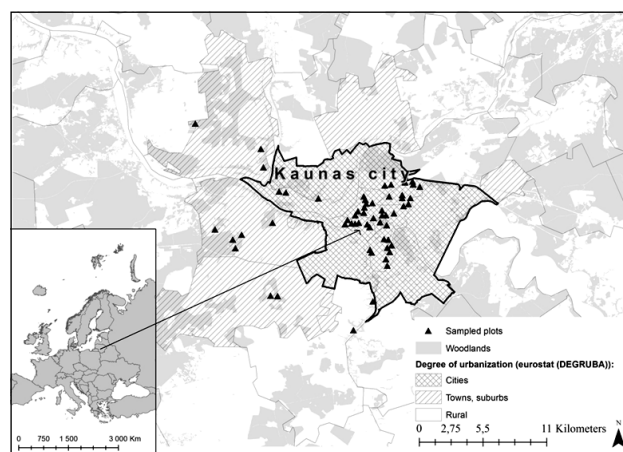 Kaunas city
Sampled plots
Woodlands
Degree of urbanization (eurostat (DEGRUBA)):
Cities
Towns, suburbs
Rural
0 2,75 5,5 11 Kilometers
N
0 750 1 500 3 000 Km